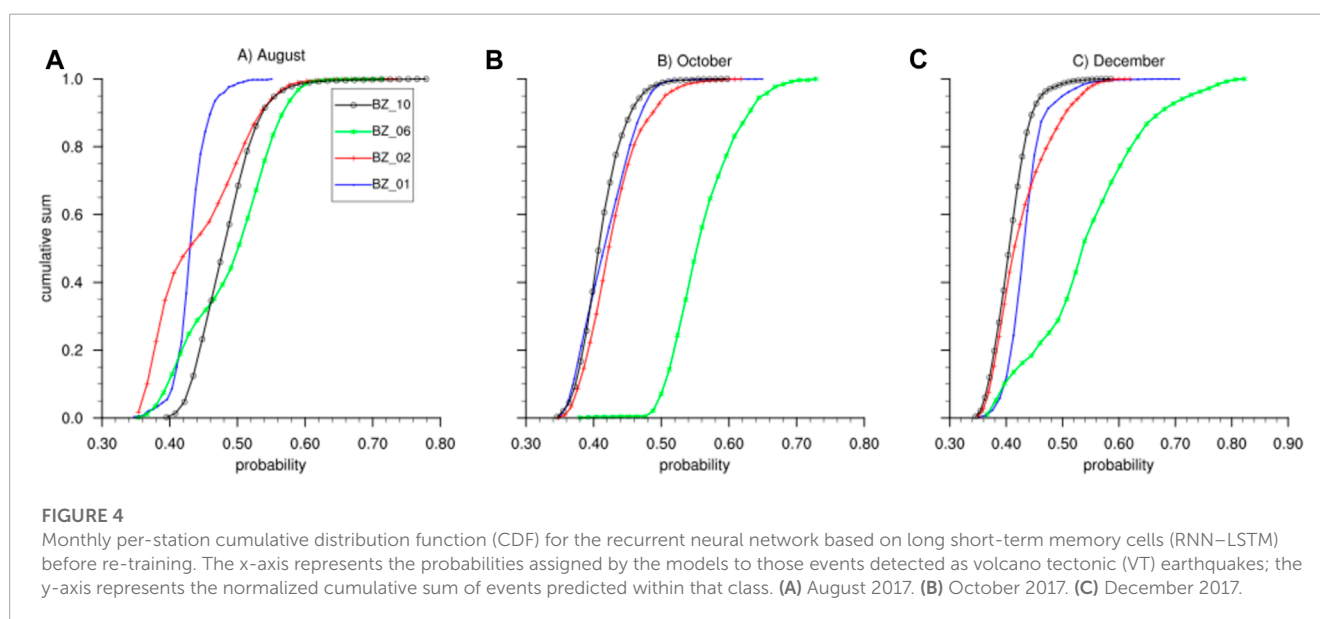 A
A) August
1.0
0.8
0.6
0.4
0.2
0.0
cumulative sum
BZ_10
BZ_06
BZ_02
BZ_01
0.30 0.40 0.50 0.60 0.70 0.80
probability
B
B) October
0.30 0.40 0.50 0.60 0.70 0.80
probability
C
C) December
0.30 0.40 0.50 0.60 0.70 0.80 0.90
probability
FIGURE 4
Monthly per-station cumulative distribution function (CDF) for the recurrent neural network based on long short-term memory cells (RNN–LSTM)
before re-training. The x-axis represents the probabilities assigned by the models to those events detected as volcano tectonic (VT) earthquakes; the
y-axis represents the normalized cumulative sum of events predicted within that class. (A) August 2017. (B) October 2017. (C) December 2017.